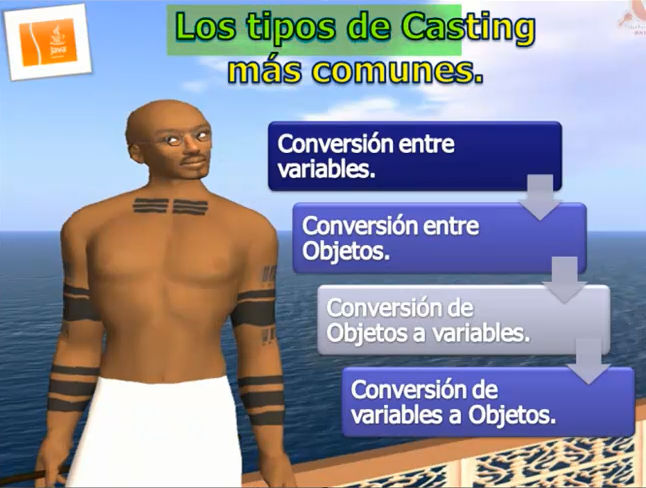 Java
Los tipos de Casting
más comunes.
Conversión entre
variables.
Conversión entre
Objetos.
Conversión de
Objetos a variables.
Conversión de
variables a Objetos.